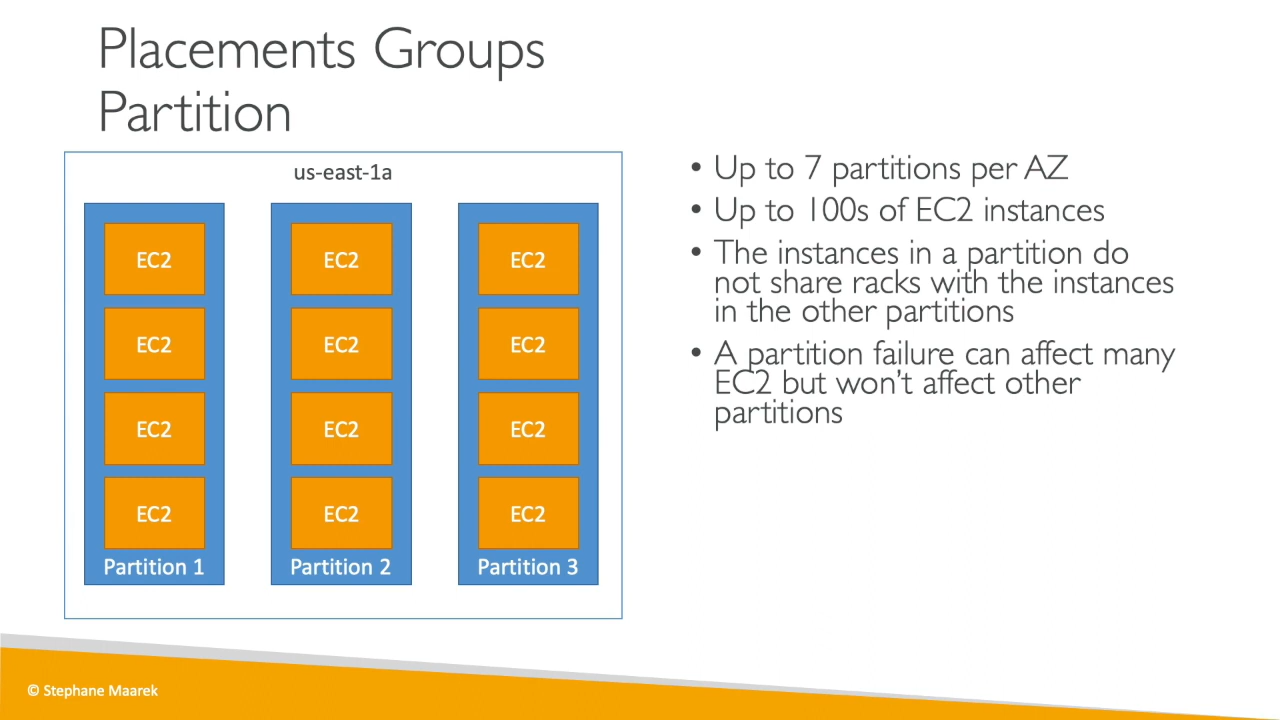 Placements Groups
Partition
us-east-1a
EC2
EC2
EC2
EC2
Partition 1
EC2
EC2
EC2
EC2
Partition 2
EC2
EC2
EC2
EC2
Partition 3
• Up to 7 partitions per AZ
• Up to 100s of EC2 instances
• The instances in a partition do
not share racks with the instances
in the other partitions
• A partition failure can affect many
EC2 but won’t affect other
partitions
© Stephane Maarek